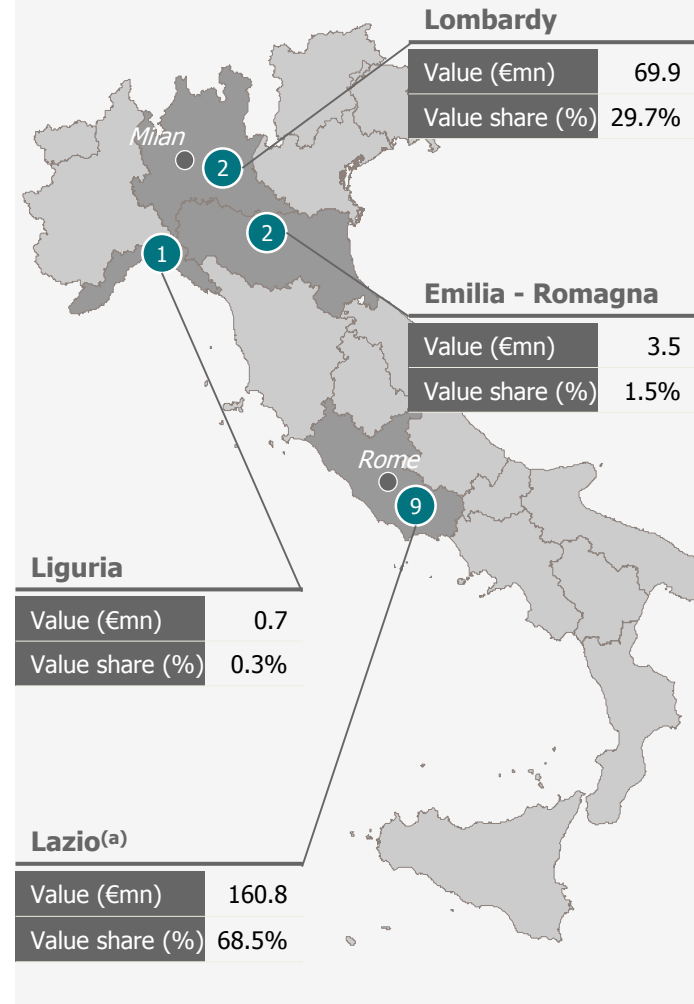 Lombardy
Value (€mn) 69.9
Value share (%) 29.7%
Milan
2
2
1
Emilia - Romagna
Value (€mn) 3.5
Value share (%) 1.5%
Rome
9
Liguria
Value (€mn) 0.7
Value share (%) 0.3%
Lazio(a)
Value (€mn) 160.8
Value share (%) 68.5%